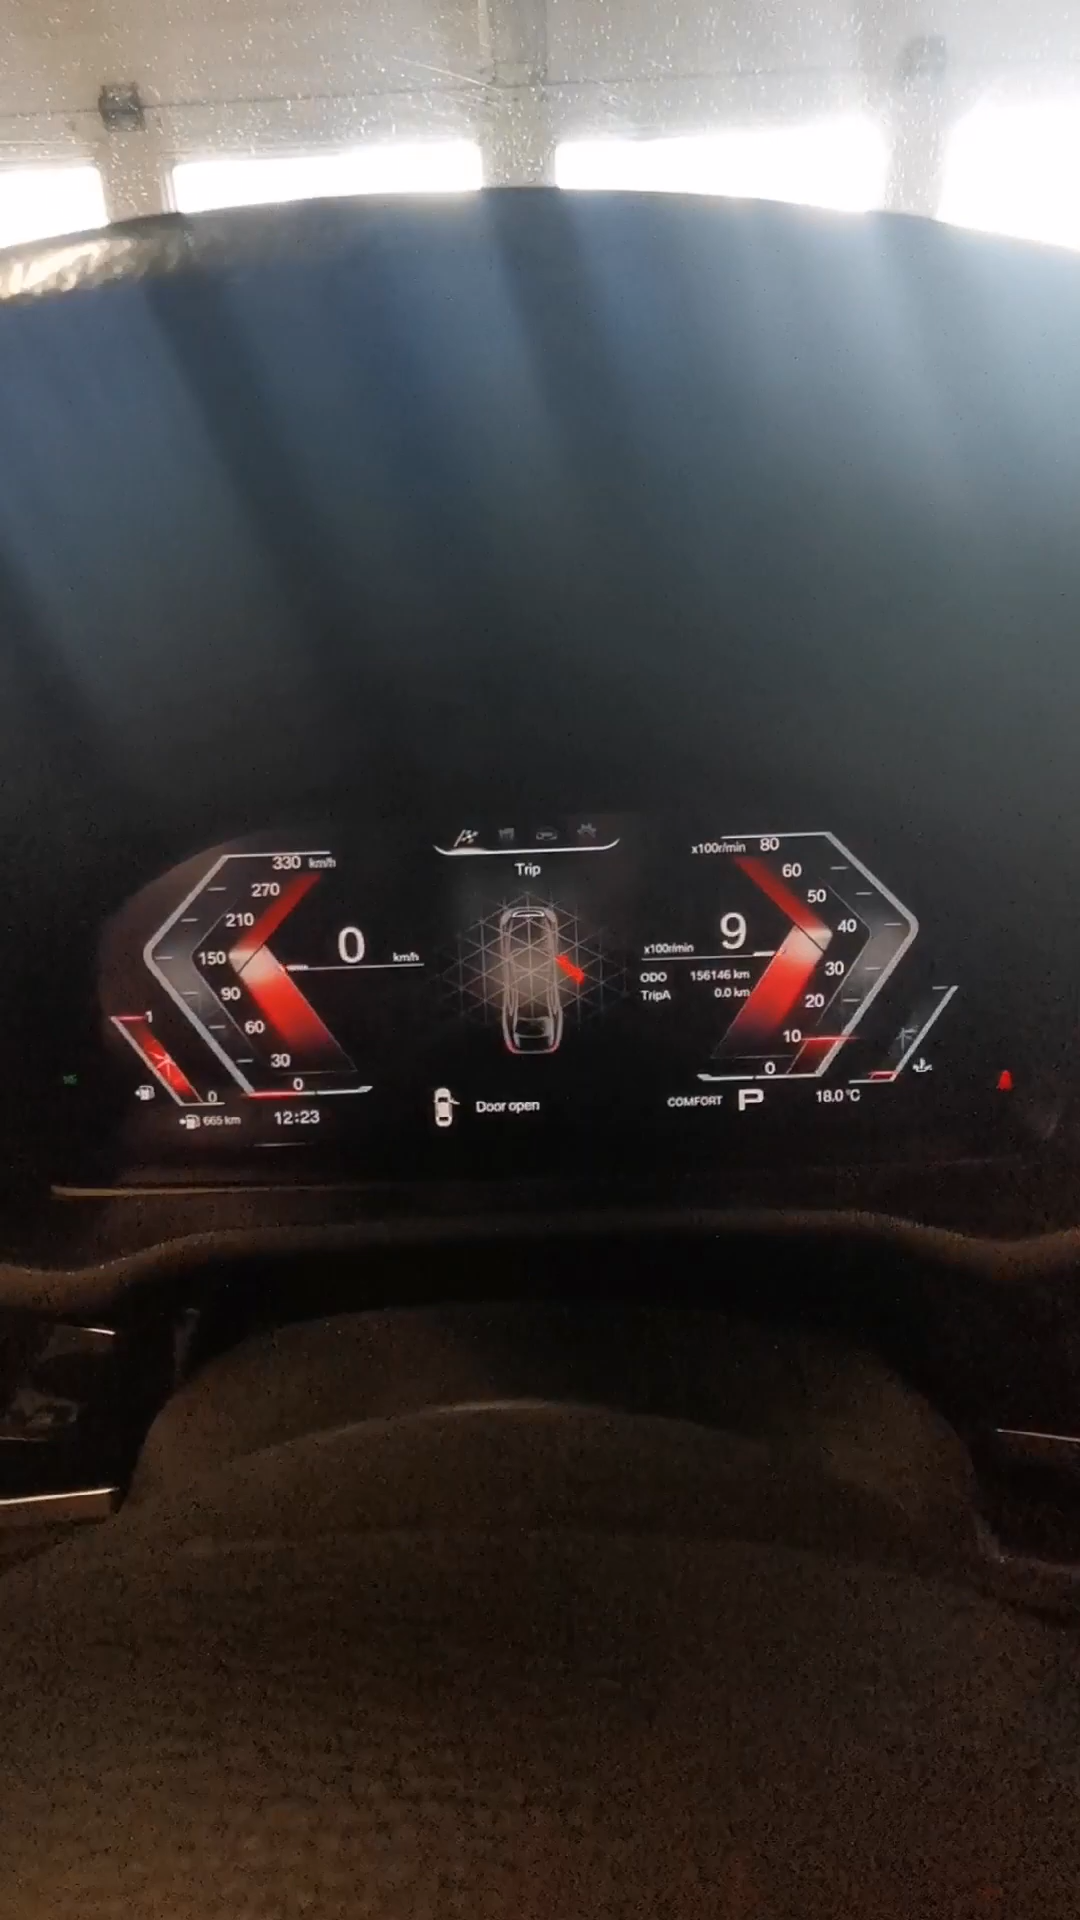 Trip
330 km/h
270
210
150
90
60
30
0
0 km/h
x100r/min 80
60
50
40
30
20
10
0
9
x100r/min
ODO 156146 km
TripA 0.0 km
1
0
665 km
12:23
Door open
COMFORT P
18.0 °C